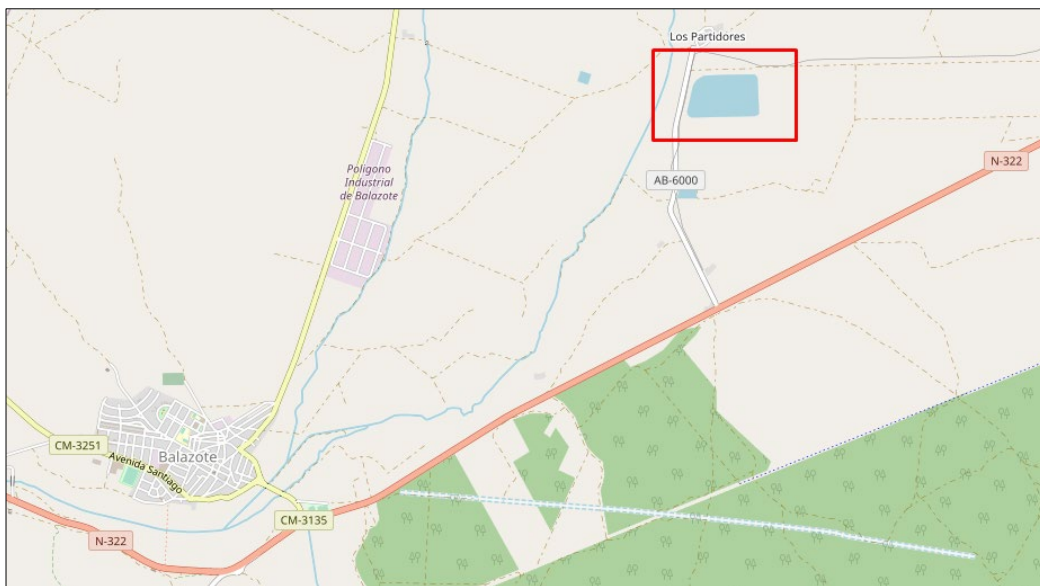 Los Partidores
N-322
Polígono
Industrial
de Balazote
AB-6000
CM-3251
Avenida Santiago
Balazote
CM-3135
N-322